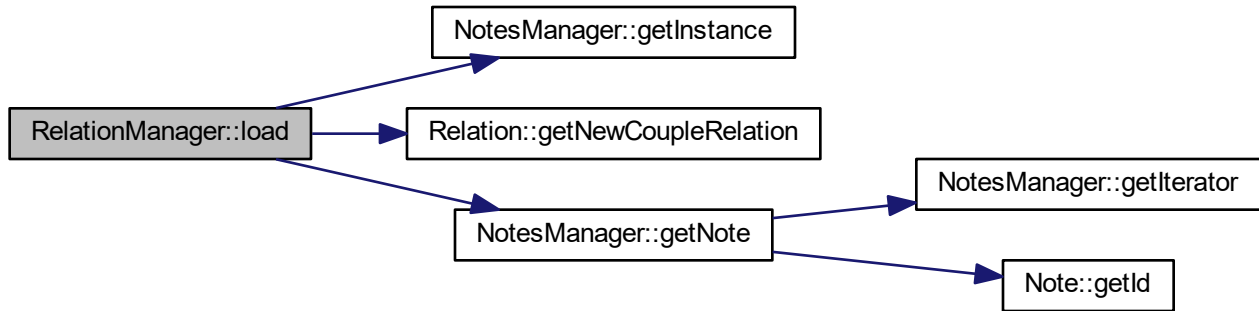 NotesManager::getInstance
RelationManager::load
Relation::getNewCoupleRelation
NotesManager::getIterator
NotesManager::getNote
Note::getId